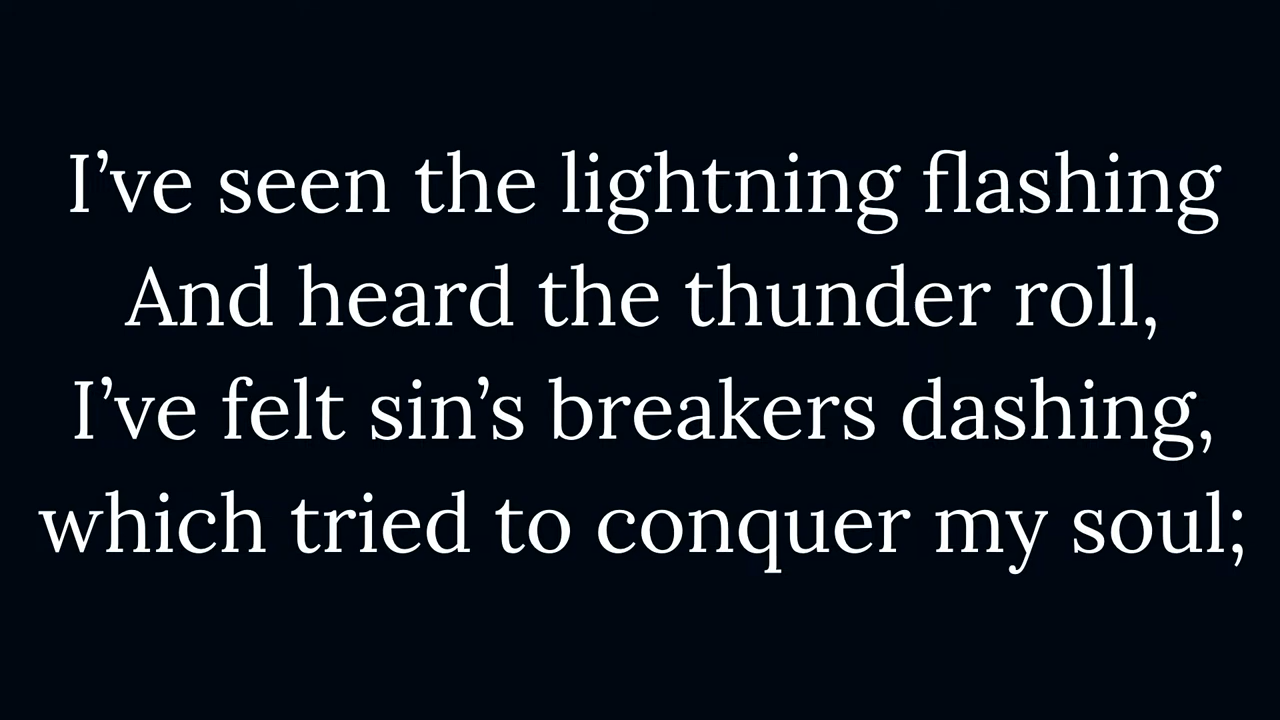 I’ve seen the lightning flashing
And heard the thunder roll,
I’ve felt sin’s breakers dashing,
which tried to conquer my soul;